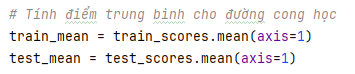 # Tính điểm trung bình cho đường cong học
train_mean = train_scores.mean(axis=1)
test_mean = test_scores.mean(axis=1)